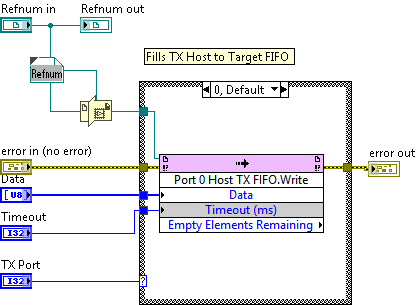 Refnum in
Refnum out
Fills TX Host to Target FIFO
Refnum
0, Default
error in (no error)
error out
Port 0 Host TX FIFO.Write
Data
U8
Data
Timeout
Timeout (ms)
I32
Empty Elements Remaining
TX Port
I32
?